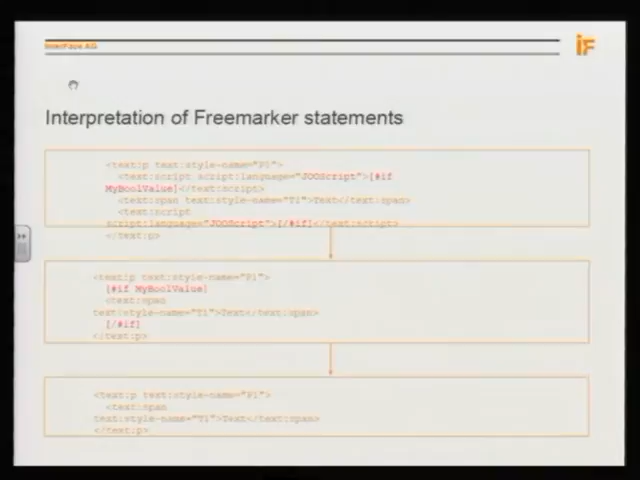 InterFace AG
iF
Interpretation of Freemarker statements
<text:p text:style-name="P1">
<text:script script:language="JOOScript">[#if
MyBoolValue]</text:script>
<text:span text:style-name="T1">Text</text:span>
<text:script
script:language="JOOScript">[/#if]</text:script>
</text:p>
<text:p text:style-name="P1">
[#if MyBoolValue]
<text:span
text:style-name="T1">Text</text:span>
[/#if]
</text:p>
<text:p text:style-name="P1">
<text:span
text:style-name="T1">Text</text:span>
</text:p>